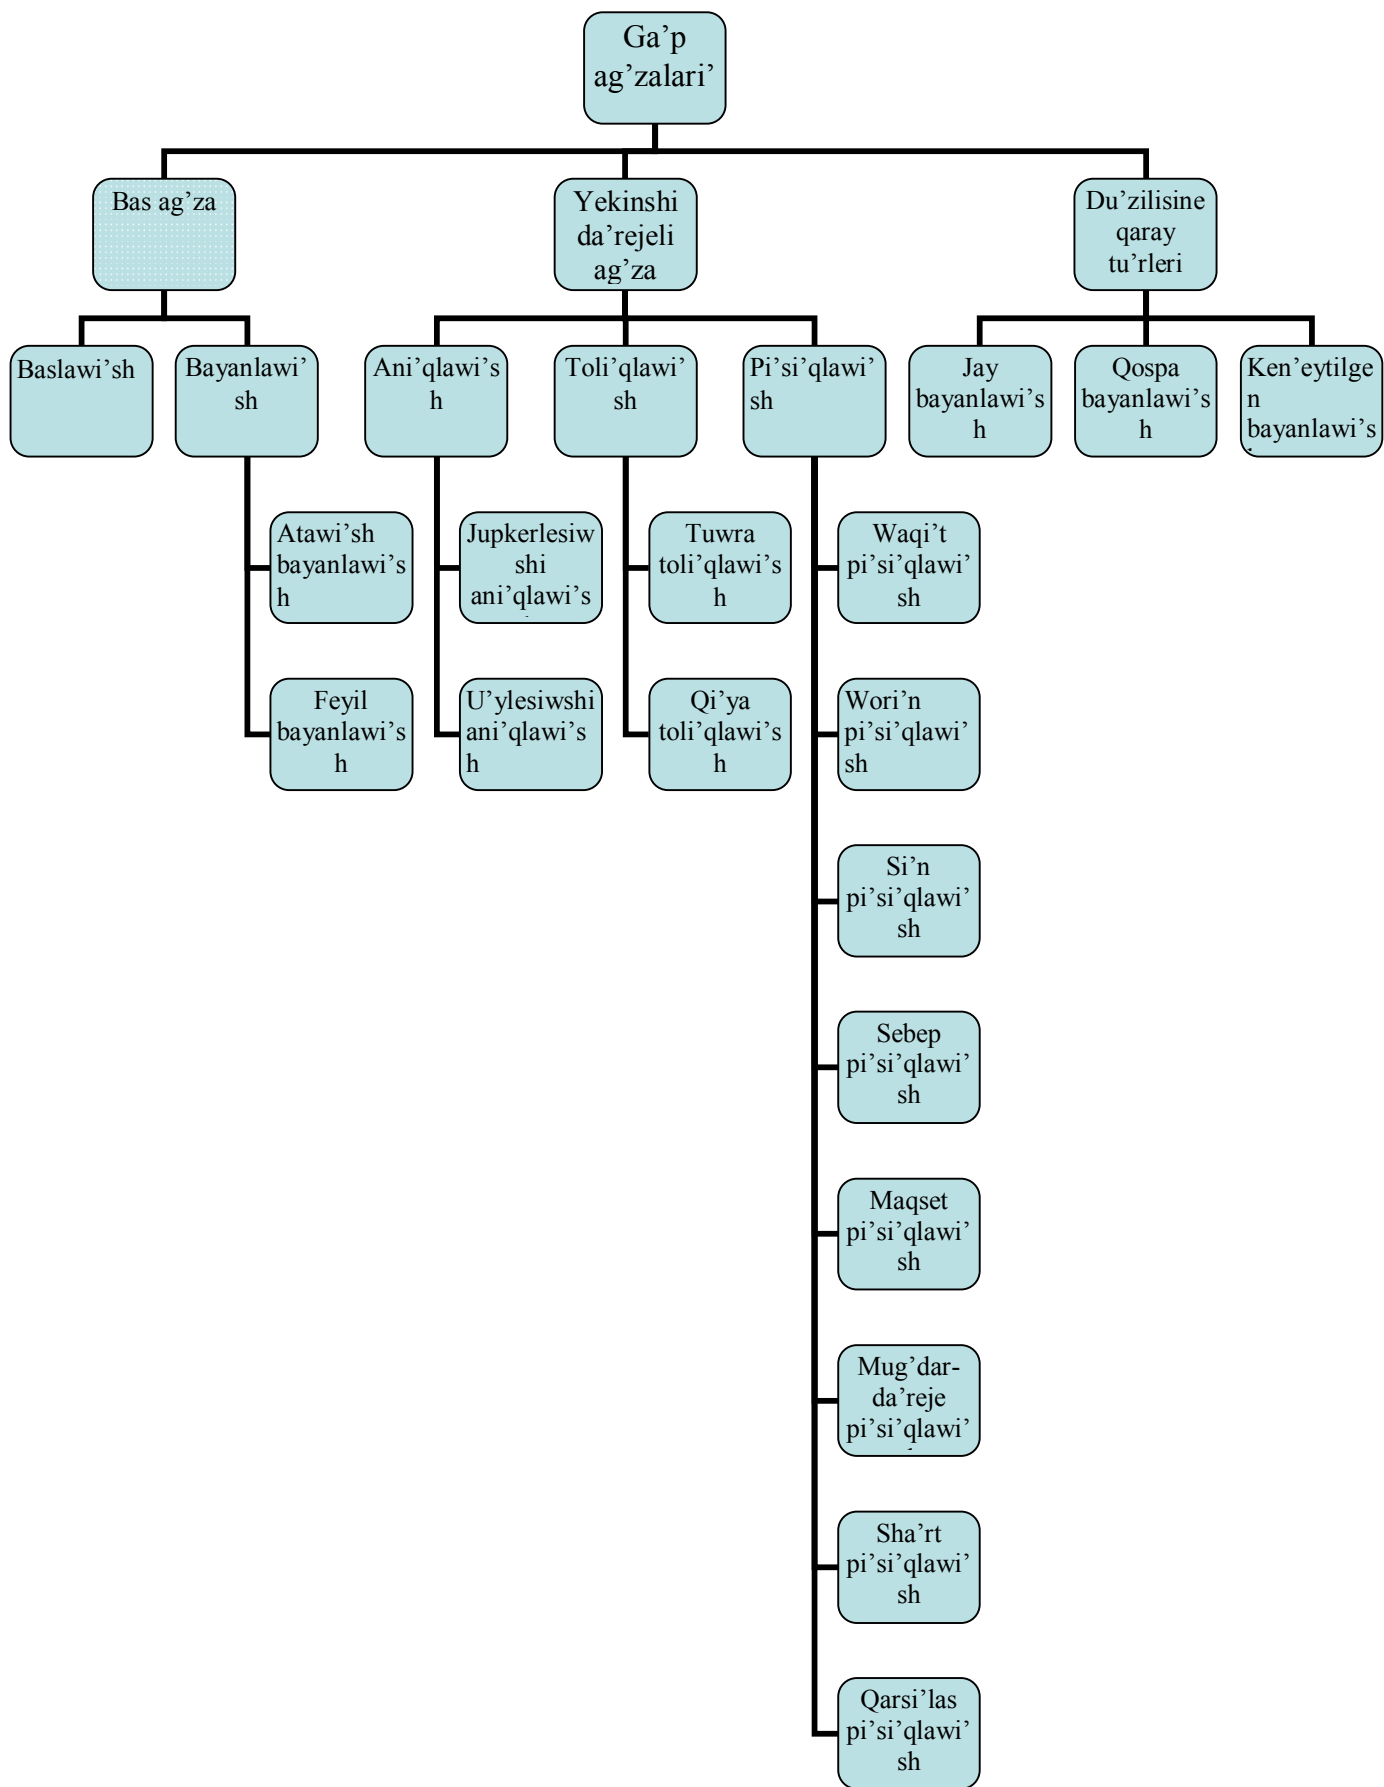 Ga’p
ag’zalari’
Bas ag’za
Yekinshi
da’rejeli
ag’za
Du’zilisine
qaray
tu’rleri
Baslawi’sh
Bayanlawi’
sh
Ani’qlawi’s
h
Toli’qlawi’
sh
Pi’si’qlawi’
sh
Jay
bayanlawi’s
h
Qospa
bayanlawi’s
h
Ken’eytilge
n
bayanlawi’s
Atawi’sh
bayanlawi’s
h
Jupkerlesiw
shi
ani’qlawi’s
Tuwra
toli’qlawi’s
h
Waqi’t
pi’si’qlawi’
sh
Feyil
bayanlawi’s
h
U’ylesiwshi
ani’qlawi’s
h
Qi’ya
toli’qlawi’s
h
Wori’n
pi’si’qlawi’
sh
Si’n
pi’si’qlawi’
sh
Sebep
pi’si’qlawi’
sh
Maqset
pi’si’qlawi’
sh
Mug’dar-
da’reje
pi’si’qlawi’
Sha’rt
pi’si’qlawi’
sh
Qarsi’las
pi’si’qlawi’
sh